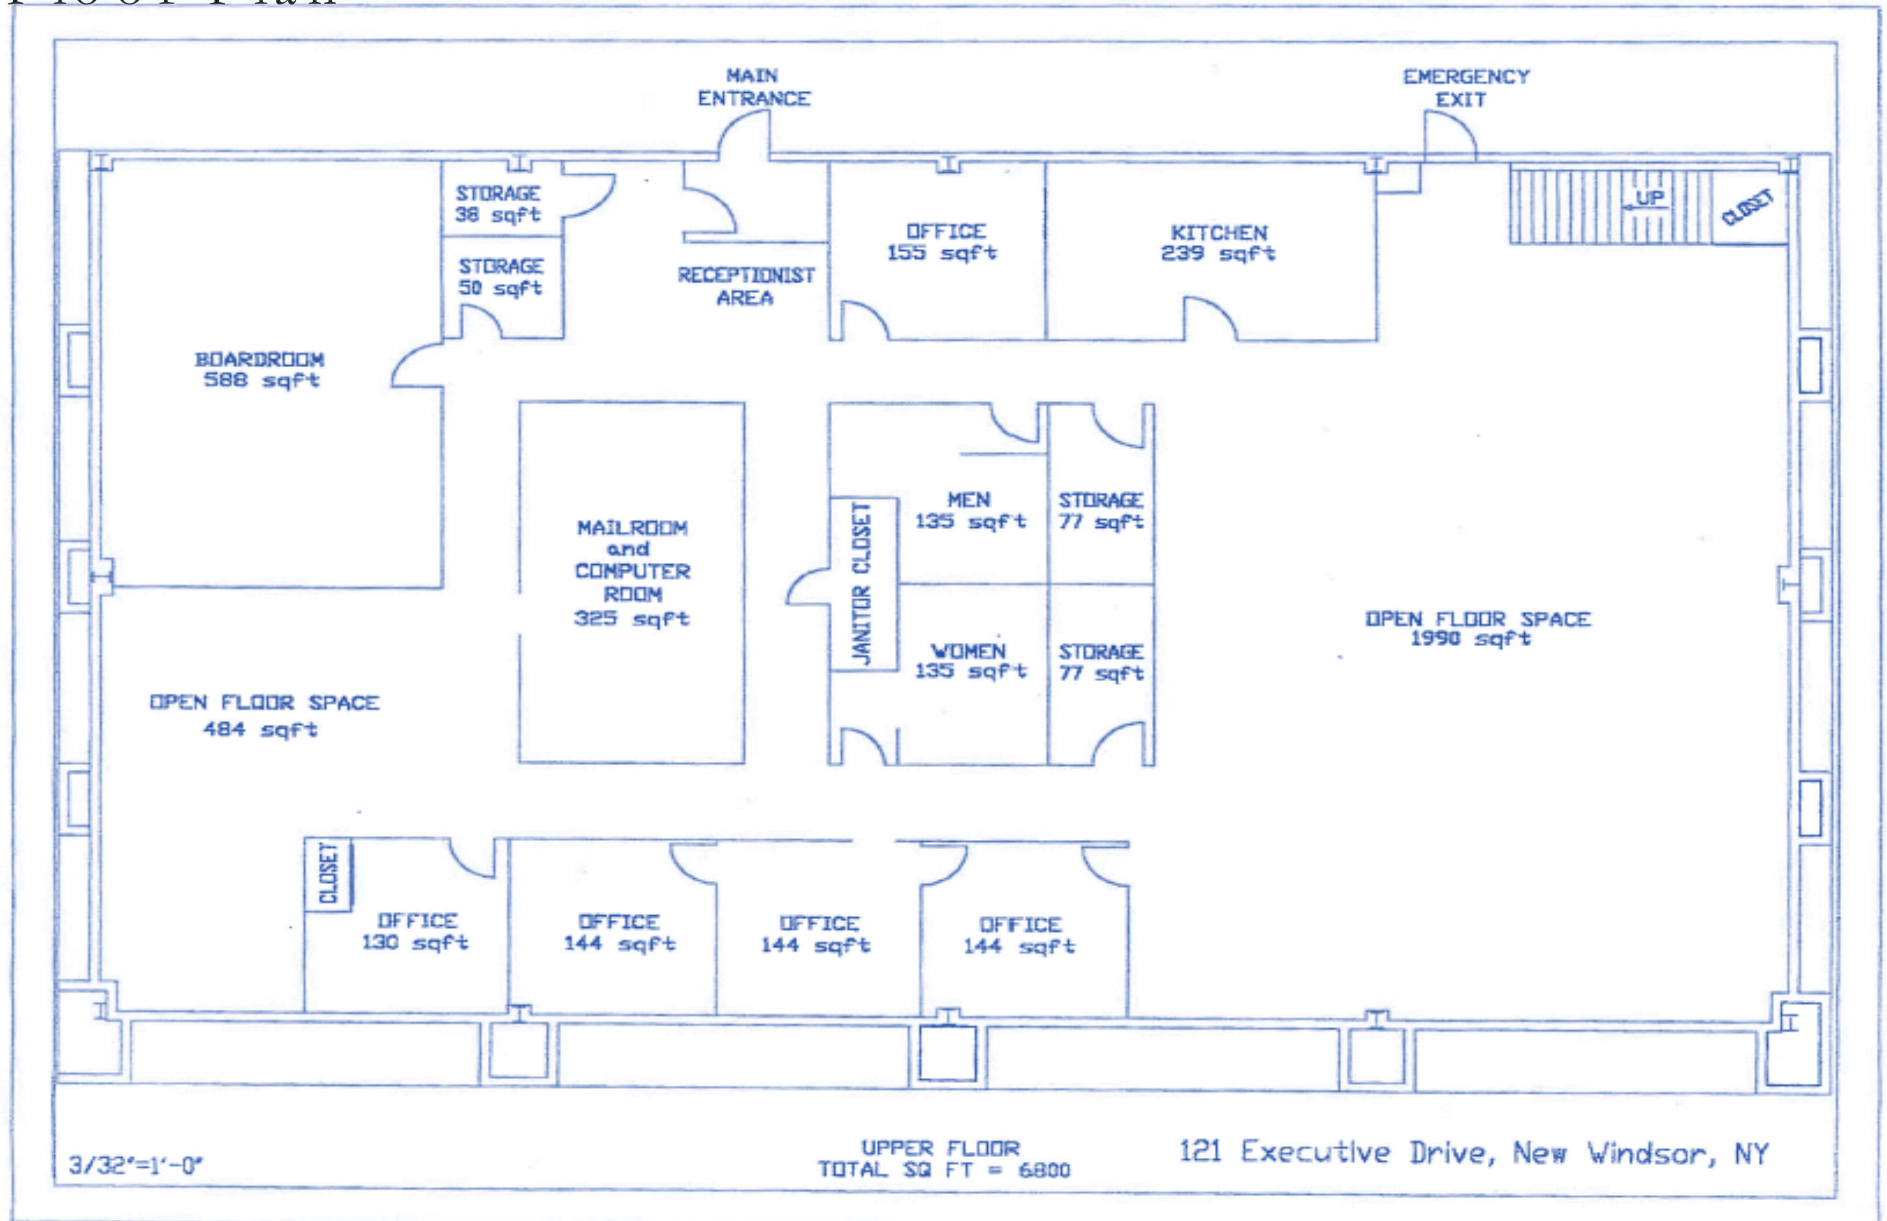 Floor Plan
MAIN
ENTRANCE
EMERGENCY
EXIT
STORAGE
38 sqft
STORAGE
50 sqft
RECEPTIONIST
AREA
OFFICE
155 sqft
KITCHEN
239 sqft
UP
CLOSET
BOARDROOM
588 sqft
MAILROOM
and
COMPUTER
ROOM
325 sqft
JANITOR CLOSET
MEN
135 sqft
STORAGE
77 sqft
WOMEN
135 sqft
STORAGE
77 sqft
OPEN FLOOR SPACE
1990 sqft
OPEN FLOOR SPACE
484 sqft
CLOSET
OFFICE
130 sqft
OFFICE
144 sqft
OFFICE
144 sqft
OFFICE
144 sqft
3/32"=1'-0"
UPPER FLOOR
TOTAL SQ FT = 6800
121 Executive Drive, New Windsor, NY